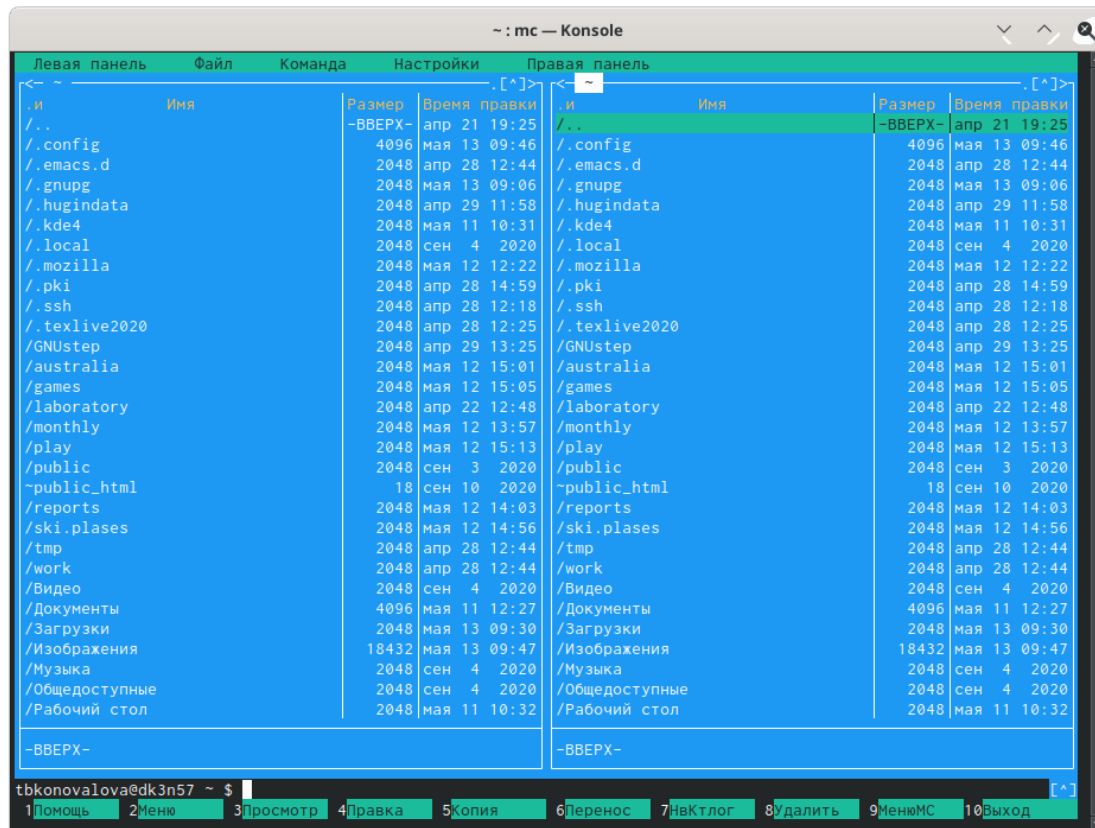 ~ : mc — Konsole
Левая панель Файл Команда Настройки Правая панель
<— ~ .[^]> <— ~ .[^]>
.и Имя Размер Время правки .и Имя Размер Время правки
/.. -ВВЕРХ- апр 21 19:25 /.. -ВВЕРХ- апр 21 19:25
/.config 4096 мая 13 09:46 /.config 4096 мая 13 09:46
/.emacs.d 2048 апр 28 12:44 /.emacs.d 2048 апр 28 12:44
/.gnupg 2048 мая 13 09:06 /.gnupg 2048 мая 13 09:06
/.hugindata 2048 апр 29 11:58 /.hugindata 2048 апр 29 11:58
/.kde4 2048 мая 11 10:31 /.kde4 2048 мая 11 10:31
/.local 2048 сен 4 2020 /.local 2048 сен 4 2020
/.mozilla 2048 мая 12 12:22 /.mozilla 2048 мая 12 12:22
/.pki 2048 апр 28 14:59 /.pki 2048 апр 28 14:59
/.ssh 2048 апр 28 12:18 /.ssh 2048 апр 28 12:18
/.texlive2020 2048 апр 28 12:25 /.texlive2020 2048 апр 28 12:25
/GNUstep 2048 апр 29 13:25 /GNUstep 2048 апр 29 13:25
/australia 2048 мая 12 15:01 /australia 2048 мая 12 15:01
/games 2048 мая 12 15:05 /games 2048 мая 12 15:05
/laboratory 2048 апр 22 12:48 /laboratory 2048 апр 22 12:48
/monthly 2048 мая 12 13:57 /monthly 2048 мая 12 13:57
/play 2048 мая 12 15:13 /play 2048 мая 12 15:13
/public 2048 сен 3 2020 /public 2048 сен 3 2020
~public_html 18 сен 10 2020 ~public_html 18 сен 10 2020
/reports 2048 мая 12 14:03 /reports 2048 мая 12 14:03
/ski.plases 2048 мая 12 14:56 /ski.plases 2048 мая 12 14:56
/tmp 2048 апр 28 12:44 /tmp 2048 апр 28 12:44
/work 2048 апр 28 12:44 /work 2048 апр 28 12:44
/Видео 2048 сен 4 2020 /Видео 2048 сен 4 2020
/Документы 4096 мая 11 12:27 /Документы 4096 мая 11 12:27
/Загрузки 2048 мая 13 09:30 /Загрузки 2048 мая 13 09:30
/Изображения 18432 мая 13 09:47 /Изображения 18432 мая 13 09:47
/Музыка 2048 сен 4 2020 /Музыка 2048 сен 4 2020
/Общедоступные 2048 сен 4 2020 /Общедоступные 2048 сен 4 2020
/Рабочий стол 2048 мая 11 10:32 /Рабочий стол 2048 мая 11 10:32
-ВВЕРХ- -ВВЕРХ-
tbkonovalova@dk3n57 ~ $ [^]
1Помощь 2Меню 3Просмотр 4Правка 5Копия 6Перенос 7НвКтлог 8Удалить 9МенюМС 10Выход